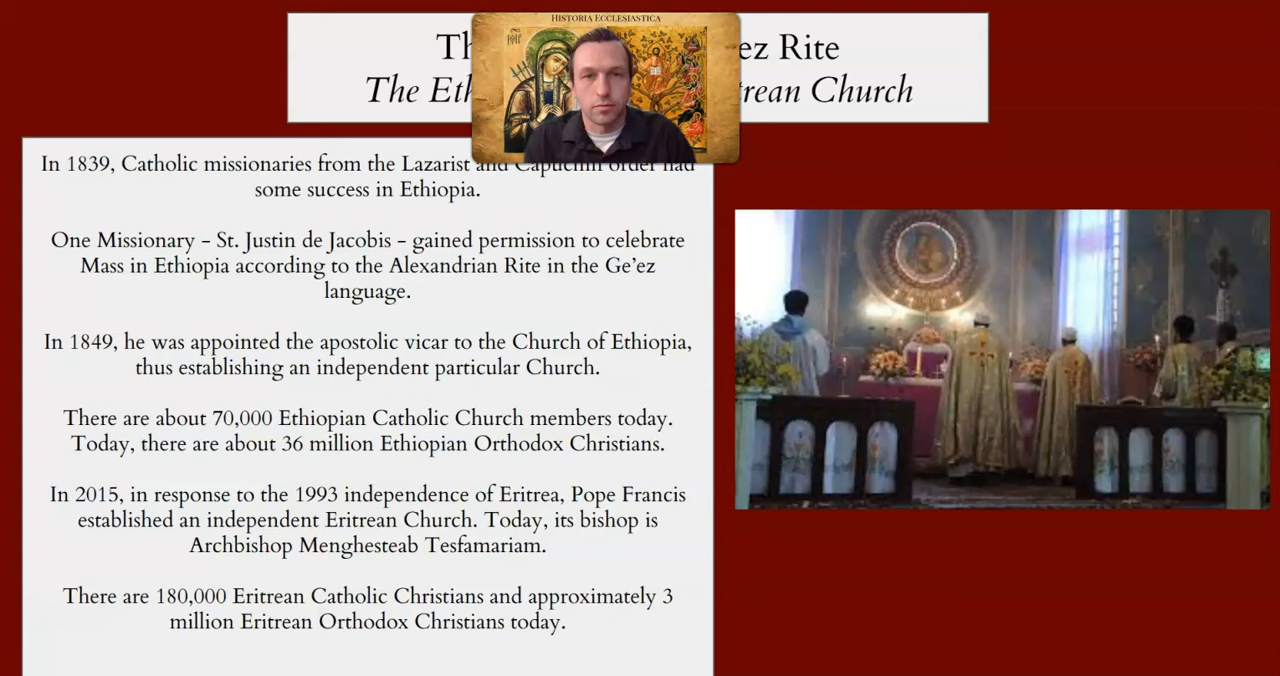 HISTORIA ECCLESIASTICA
Th ez Rite
The Eth trean Church
In 1839, Catholic missionaries from the Lazarist and Capuchin order had
some success in Ethiopia.
One Missionary – St. Justin de Jacobis – gained permission to celebrate
Mass in Ethiopia according to the Alexandrian Rite in the Ge’ez
language.
In 1849, he was appointed the apostolic vicar to the Church of Ethiopia,
thus establishing an independent particular Church.
There are about 70,000 Ethiopian Catholic Church members today.
Today, there are about 36 million Ethiopian Orthodox Christians.
In 2015, in response to the 1993 independence of Eritrea, Pope Francis
established an independent Eritrean Church. Today, its bishop is
Archbishop Menghesteab Tesfamariam.
There are 180,000 Eritrean Catholic Christians and approximately 3
million Eritrean Orthodox Christians today.